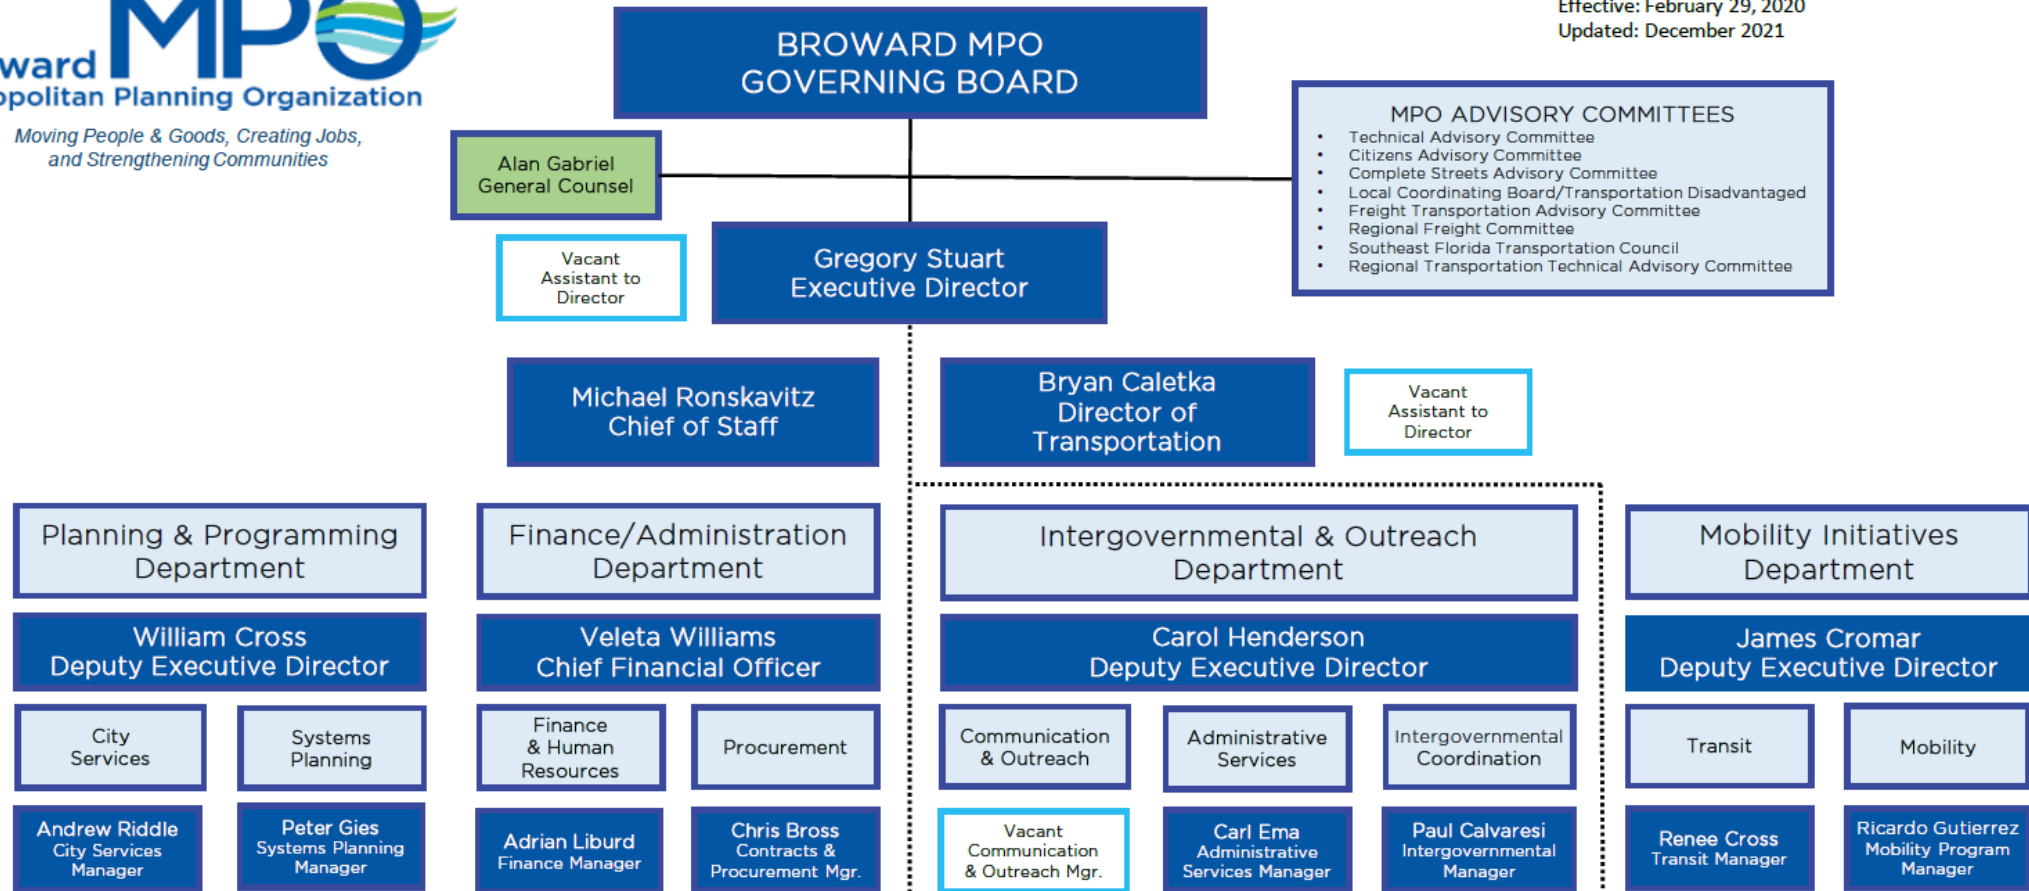 ward MPO
opolitan Planning Organization
Moving People & Goods, Creating Jobs,
and Strengthening Communities
Effective: February 29, 2020
Updated: December 2021
BROWARD MPO
GOVERNING BOARD
Alan Gabriel
General Counsel
MPO ADVISORY COMMITTEES
• Technical Advisory Committee
• Citizens Advisory Committee
• Complete Streets Advisory Committee
• Local Coordinating Board/Transportation Disadvantaged
• Freight Transportation Advisory Committee
• Regional Freight Committee
• Southeast Florida Transportation Council
• Regional Transportation Technical Advisory Committee
Vacant
Assistant to
Director
Gregory Stuart
Executive Director
Michael Ronskavitz
Chief of Staff
Bryan Caletka
Director of
Transportation
Vacant
Assistant to
Director
Planning & Programming
Department
William Cross
Deputy Executive Director
City
Services
Systems
Planning
Andrew Riddle
City Services
Manager
Peter Gies
Systems Planning
Manager
Finance/Administration
Department
Veleta Williams
Chief Financial Officer
Finance
& Human
Resources
Procurement
Adrian Liburd
Finance Manager
Chris Bross
Contracts &
Procurement Mgr.
Intergovernmental & Outreach
Department
Carol Henderson
Deputy Executive Director
Communication
& Outreach
Administrative
Services
Intergovernmental
Coordination
Vacant
Communication
& Outreach Mgr.
Carl Ema
Administrative
Services Manager
Paul Calvaresi
Intergovernmental
Manager
Mobility Initiatives
Department
James Cromar
Deputy Executive Director
Transit
Mobility
Renee Cross
Transit Manager
Ricardo Gutierrez
Mobility Program
Manager